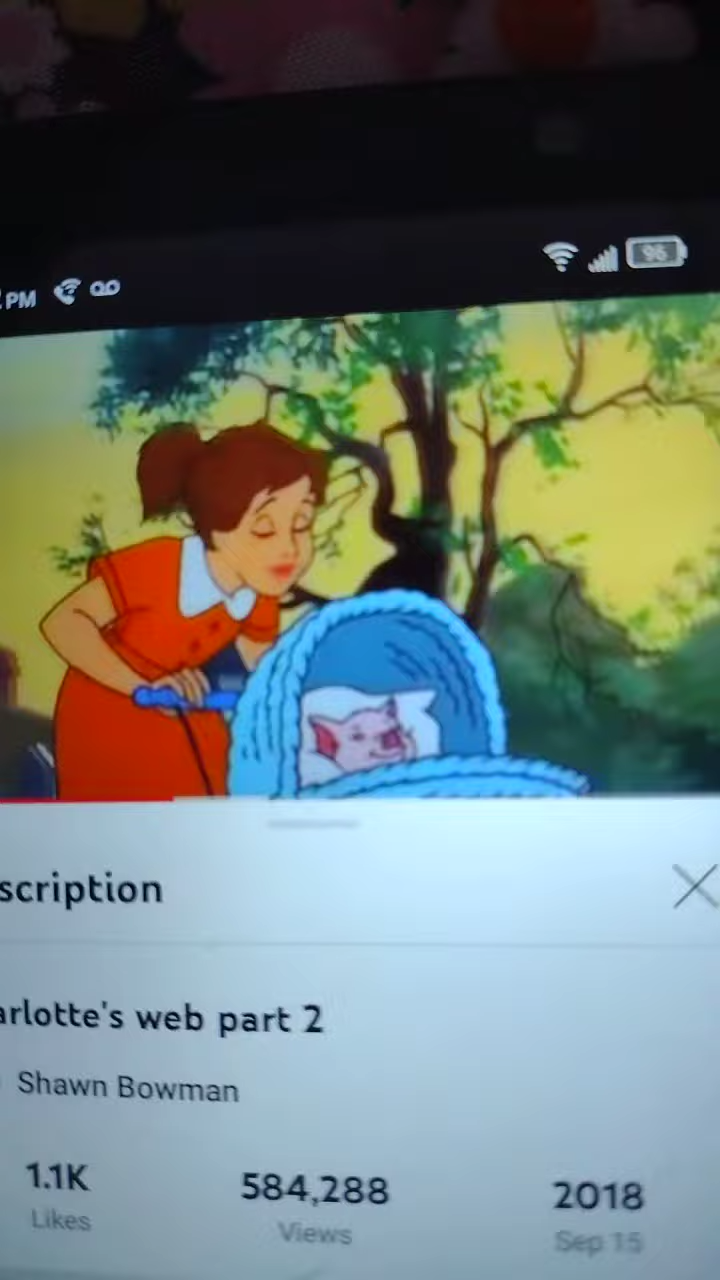 PM
96
scription
arlotte's web part 2
Shawn Bowman
1.1K 584,288 2018
Likes Views Sep 15